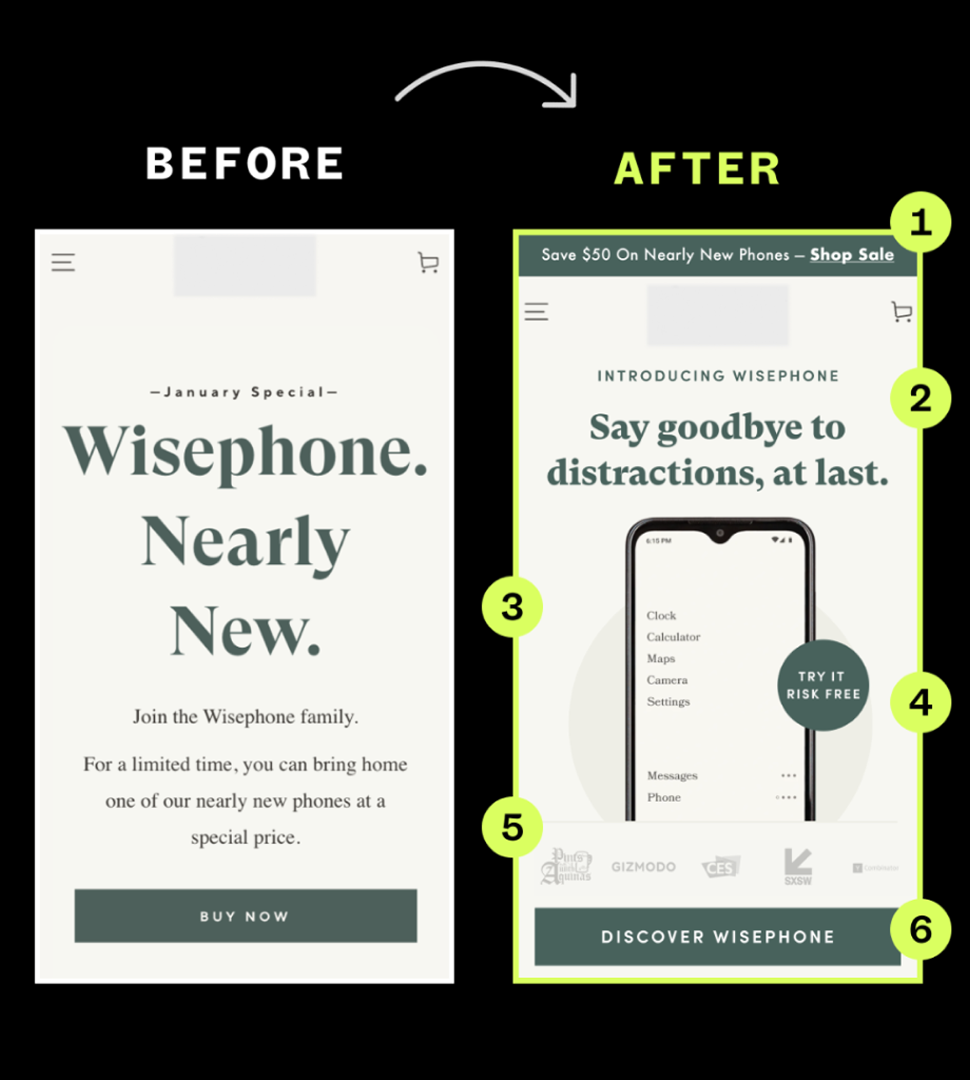 BEFORE
AFTER
—January Special—
Wisephone.
Nearly
New.
Join the Wisephone family.
For a limited time, you can bring home
one of our nearly new phones at a
special price.
BUY NOW
1
Save $50 On Nearly New Phones – Shop Sale
INTRODUCING WISEPHONE
2
Say goodbye to
distractions, at last.
6:15 PM
3
Clock
Calculator
Maps
Camera
Settings
TRY IT
RISK FREE
4
Messages
Phone
5
Pints
With
Aquinas
GIZMODO
CES
SXSW
DISCOVER WISEPHONE
6